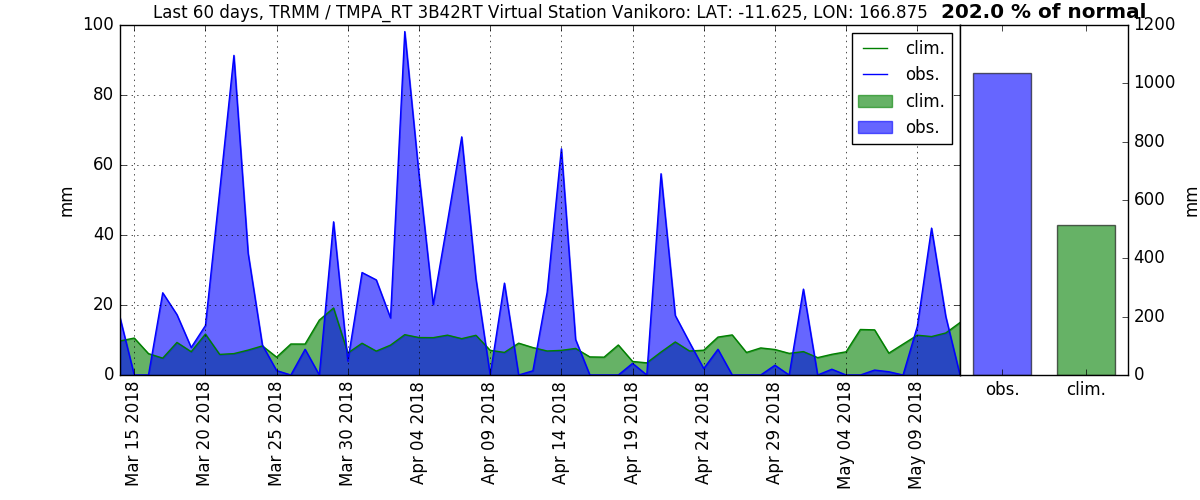 Last 60 days, TRMM / TMPA_RT 3B42RT Virtual Station Vanikoro: LAT: -11.625, LON: 166.875 202.0 % of normal
100
80
60
40
20
0
mm
clim.
obs.
clim.
obs.
1200
1000
800
600
400
200
0
mm
obs.
clim.
Mar 15 2018
Mar 20 2018
Mar 25 2018
Mar 30 2018
Apr 04 2018
Apr 09 2018
Apr 14 2018
Apr 19 2018
Apr 24 2018
Apr 29 2018
May 04 2018
May 09 2018